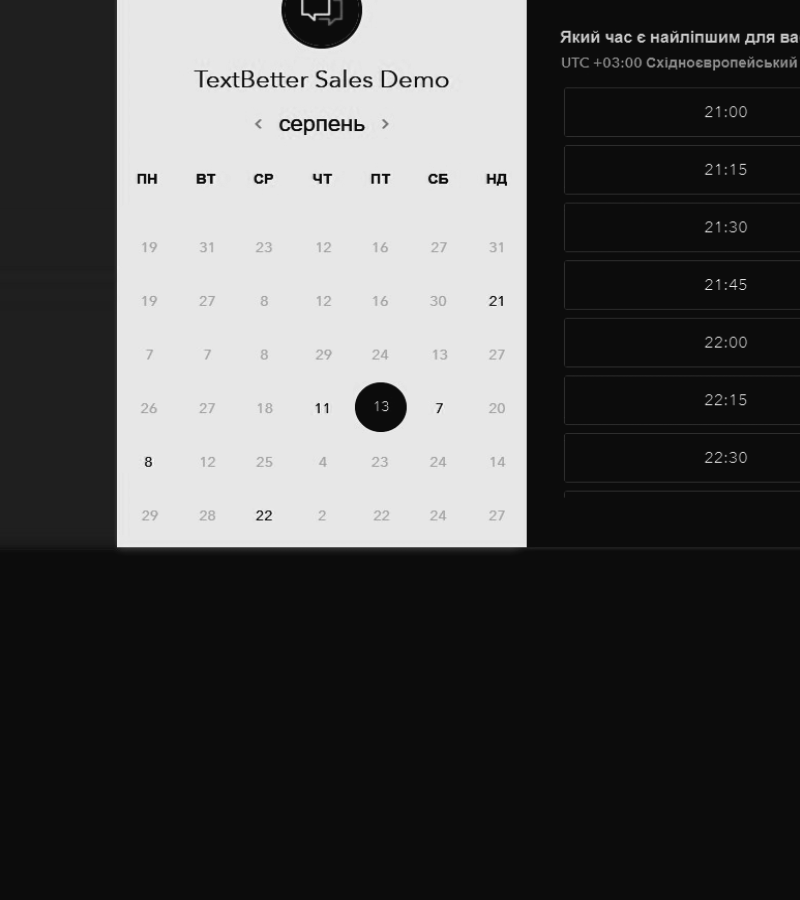 TextBetter Sales Demo
серпень
ПН ВТ СР ЧТ ПТ СБ НД
19 31 23 12 16 27 31
19 27 8 12 16 30 21
7 7 8 29 24 13 27
26 27 18 11 13 7 20
8 12 25 4 23 24 14
29 28 22 2 22 24 27
Який час є найліпшим для ва
UTC +03:00 Східноєвропейський
21:00
21:15
21:30
21:45
22:00
22:15
22:30